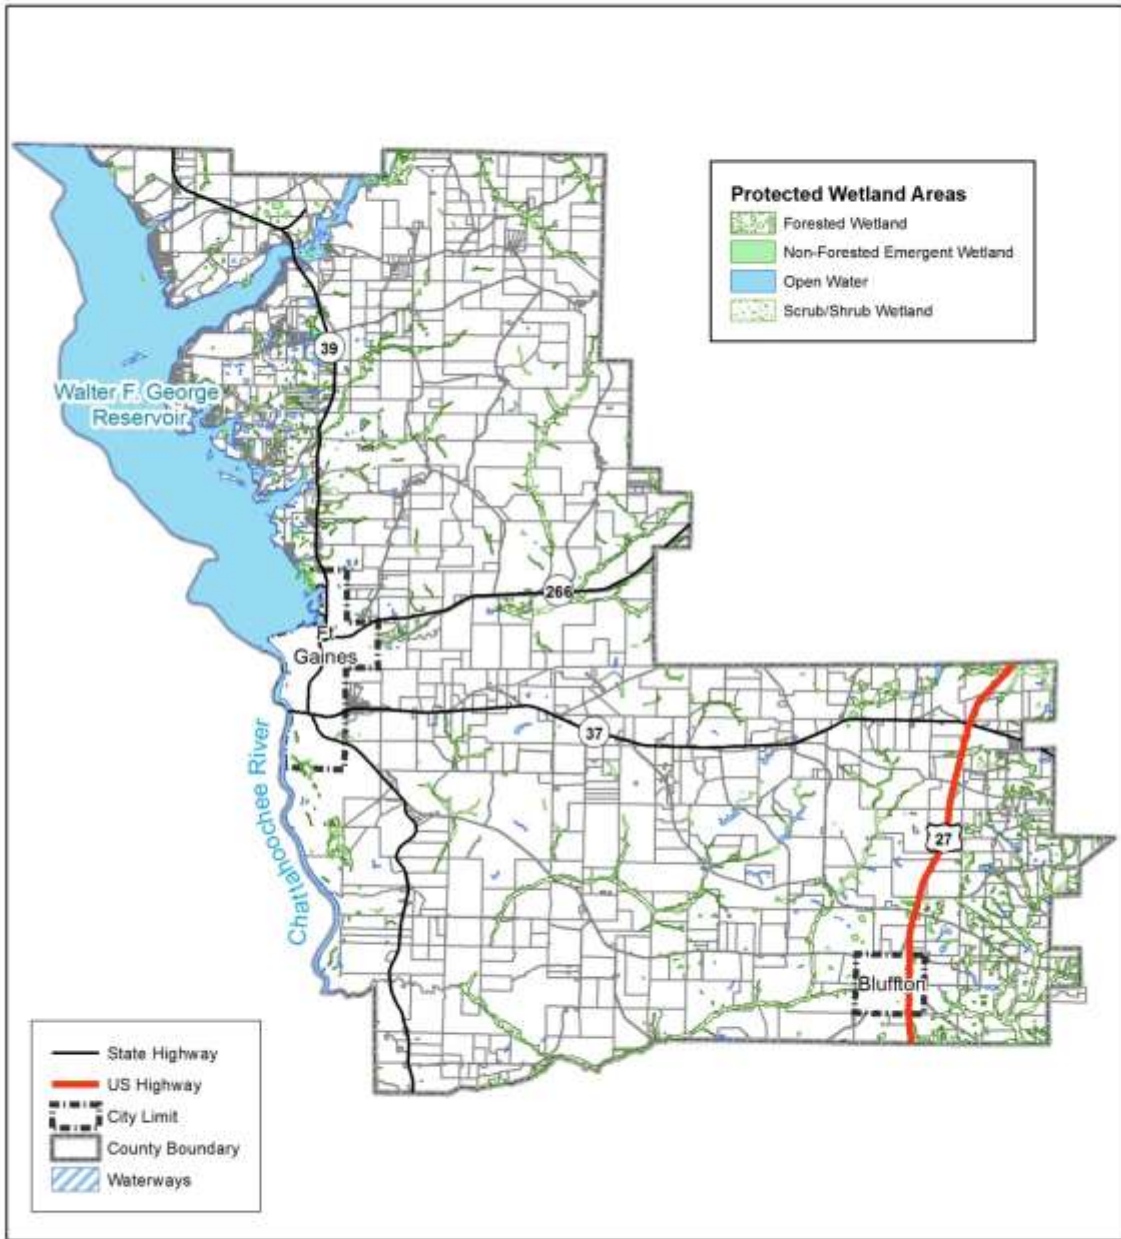 Protected Wetland Areas
Forested Wetland
Non-Forested Emergent Wetland
Open Water
Scrub/Shrub Wetland
39
Walter F. George
Reservoir
266
Ft.
Gaines
37
Chattahoochee River
27
Bluffton
State Highway
US Highway
City Limit
County Boundary
Waterways